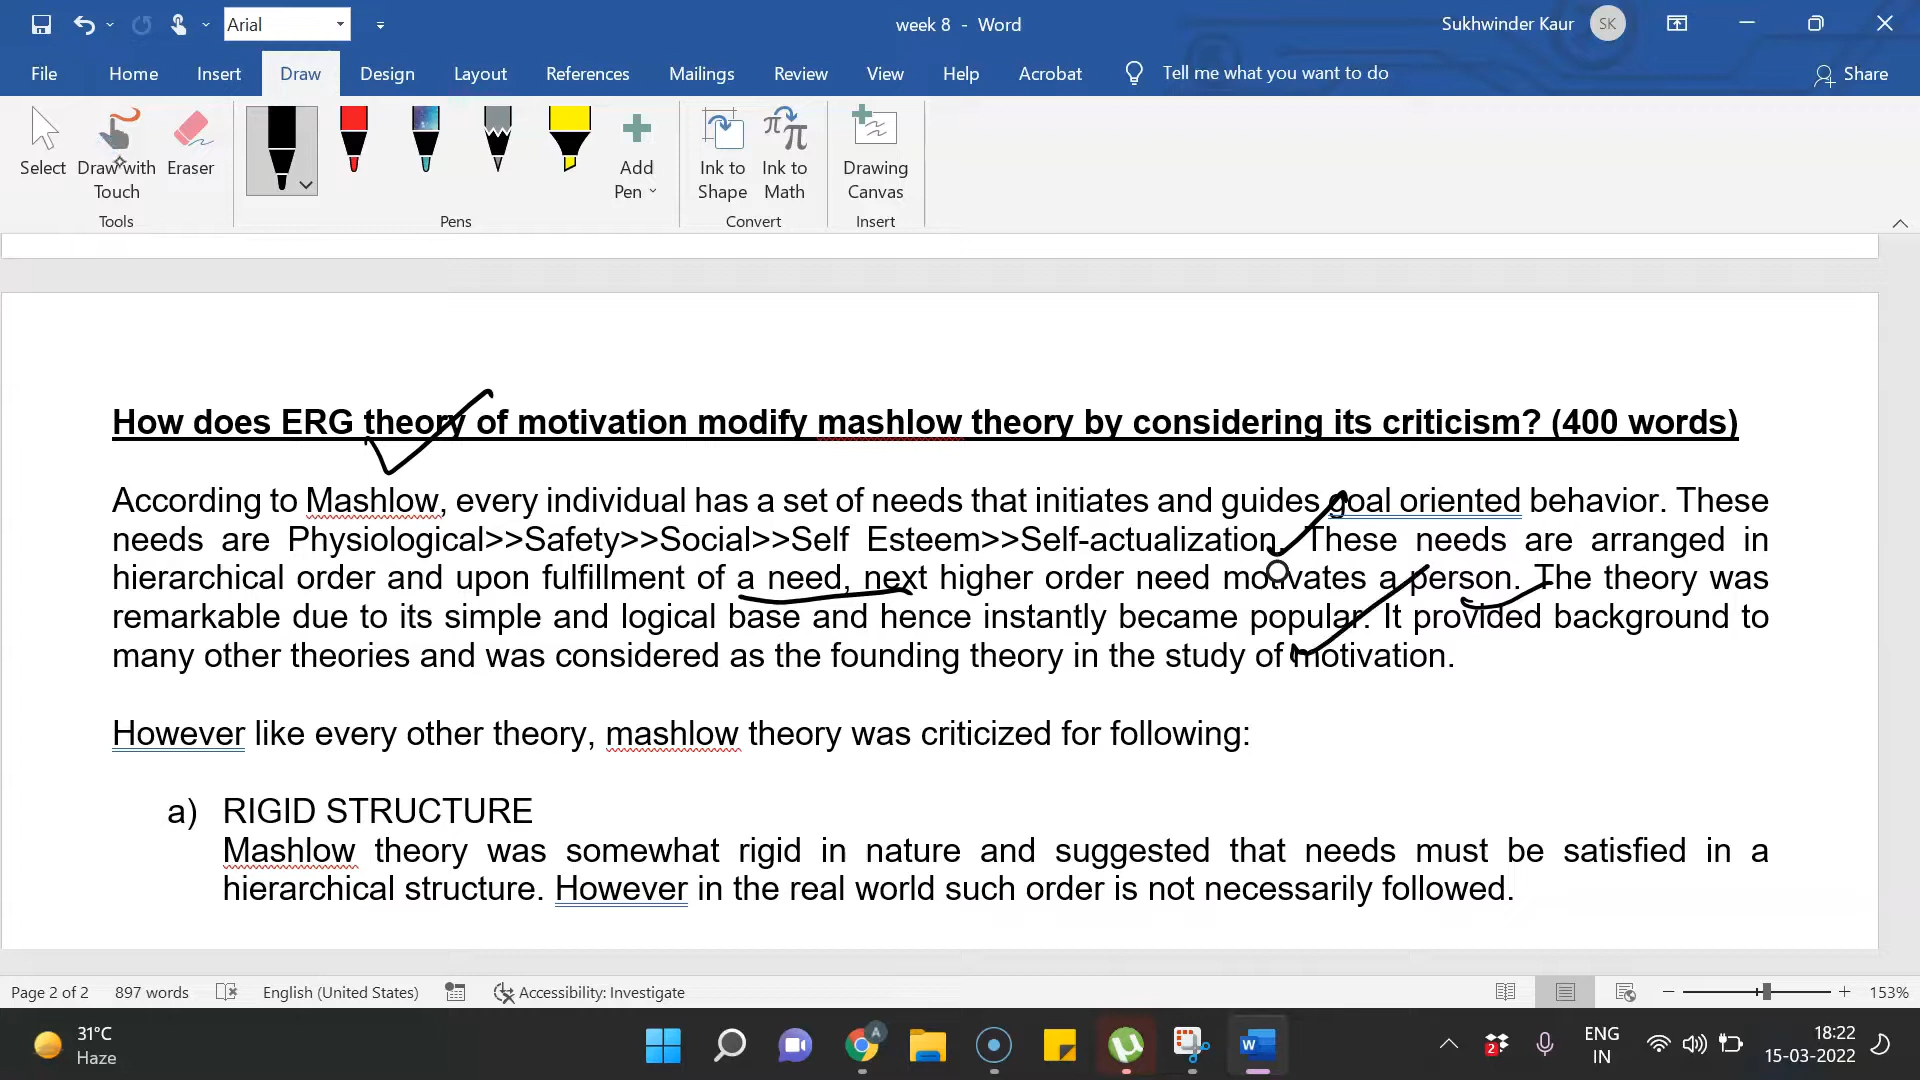 Arial
week 8 - Word
Sukhwinder Kaur
SK
File
Home
Insert
Draw
Design
Layout
References
Mailings
Review
View
Help
Acrobat
Tell me what you want to do
Share
Select
Draw with
Touch
Eraser
Add
Pen
Ink to
Shape
Ink to
Math
Drawing
Canvas
Tools
Pens
Convert
Insert
How does ERG theory of motivation modify mashlow theory by considering its criticism? (400 words)
According to Mashlow, every individual has a set of needs that initiates and guides goal oriented behavior. These
needs are Physiological>>Safety>>Social>>Self Esteem>>Self-actualization. These needs are arranged in
hierarchical order and upon fulfillment of a need, next higher order need motivates a person. The theory was
remarkable due to its simple and logical base and hence instantly became popular. It provided background to
many other theories and was considered as the founding theory in the study of motivation.
However like every other theory, mashlow theory was criticized for following:
a) RIGID STRUCTURE
Mashlow theory was somewhat rigid in nature and suggested that needs must be satisfied in a
hierarchical structure. However in the real world such order is not necessarily followed.
Page 2 of 2
897 words
English (United States)
Accessibility: Investigate
153%
31°C
Haze
A
W
2
ENG
IN
18:22
15-03-2022